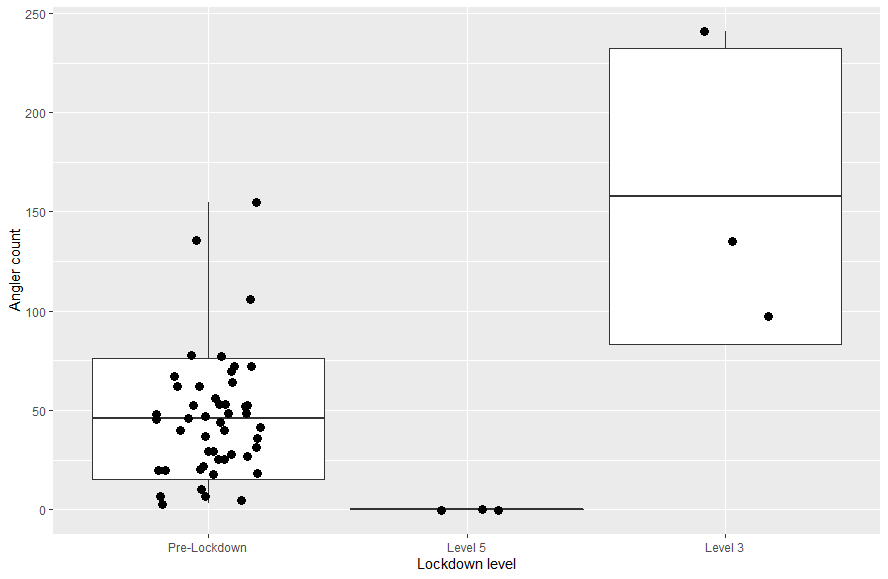 250
200
150
100
50
0
Angler count
Pre-Lockdown
Level 5
Level 3
Lockdown level